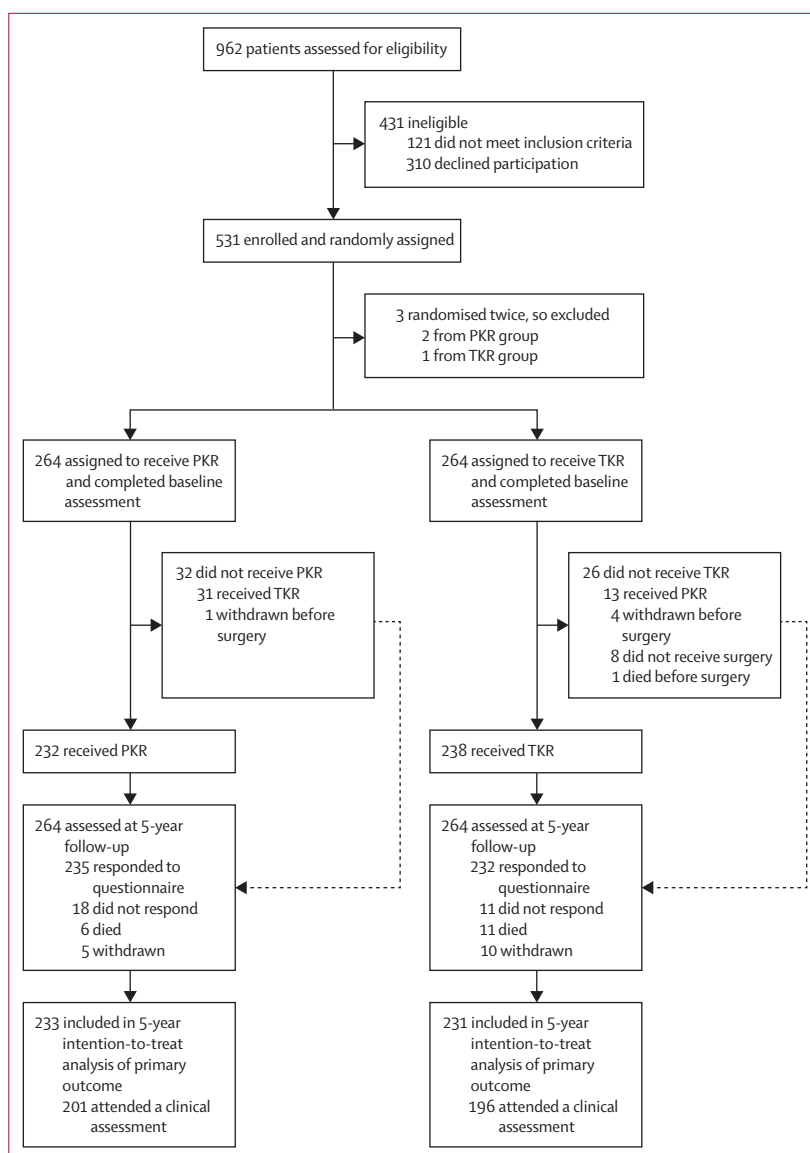 962 patients assessed for eligibility
431 ineligible
121 did not meet inclusion criteria
310 declined participation
531 enrolled and randomly assigned
3 randomised twice, so excluded
2 from PKR group
1 from TKR group
264 assigned to receive PKR
and completed baseline
assessment
264 assigned to receive TKR
and completed baseline
assessment
32 did not receive PKR
31 received TKR
1 withdrawn before
surgery
26 did not receive TKR
13 received PKR
4 withdrawn before
surgery
8 did not receive surgery
1 died before surgery
232 received PKR
238 received TKR
264 assessed at 5-year
follow-up
235 responded to
questionnaire
18 did not respond
6 died
5 withdrawn
264 assessed at 5-year
follow-up
232 responded to
questionnaire
11 did not respond
11 died
10 withdrawn
233 included in 5-year
intention-to-treat
analysis of primary
outcome
201 attended a clinical
assessment
231 included in 5-year
intention-to-treat
analysis of primary
outcome
196 attended a clinical
assessment